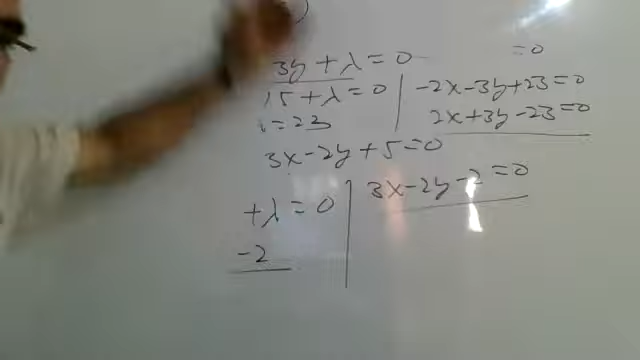 )
3y + λ = 0
= 0
15 + λ = 0
-2x - 3y + 23 = 0
= 23
2x + 3y - 23 = 0
3x - 2y + 5 = 0
+ λ = 0
3x - 2y - 2 = 0
-2